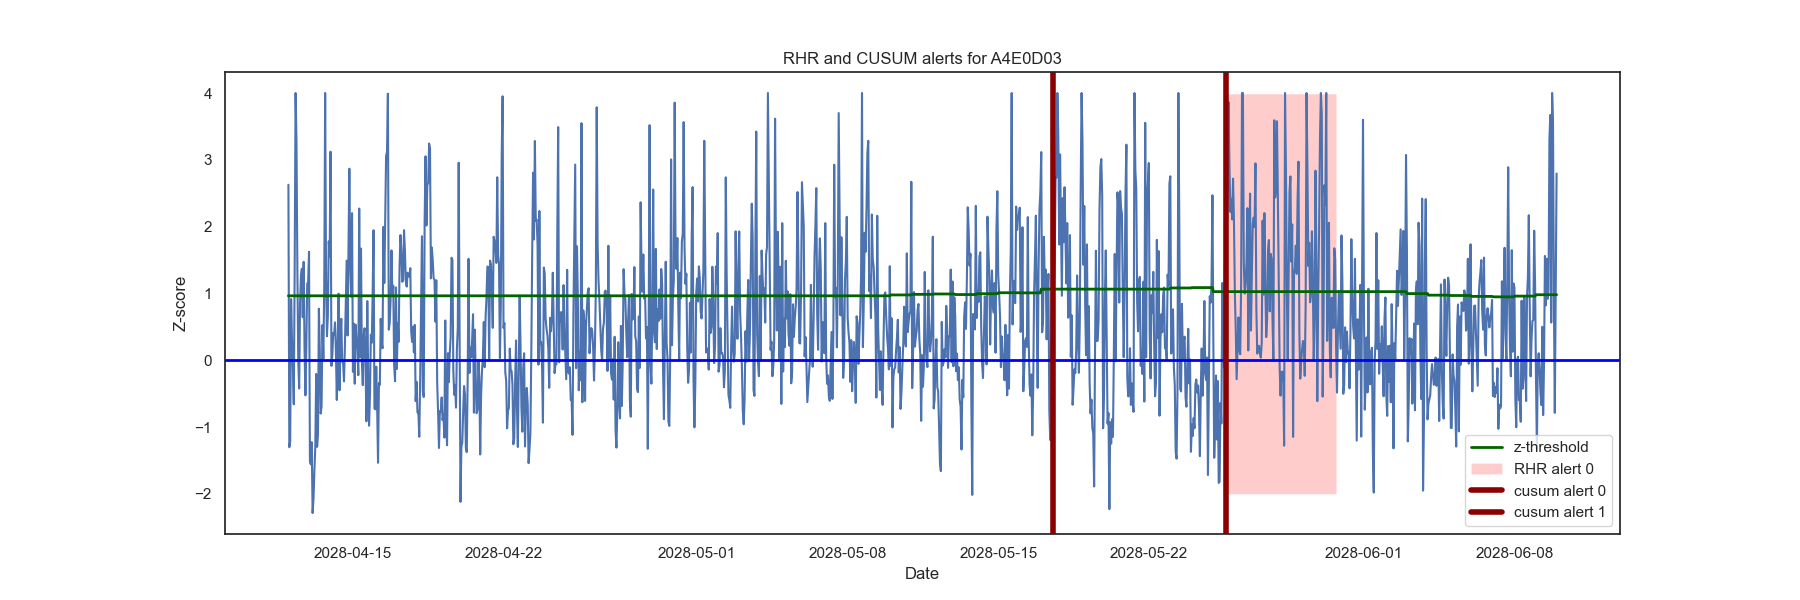 RHR and CUSUM alerts for A4E0D03
4
3
2
1
0
−1
−2
Z-score
2028-04-15
2028-04-22
2028-05-01
2028-05-08
2028-05-15
2028-05-22
2028-06-01
2028-06-08
Date
z-threshold
RHR alert 0
cusum alert 0
cusum alert 1